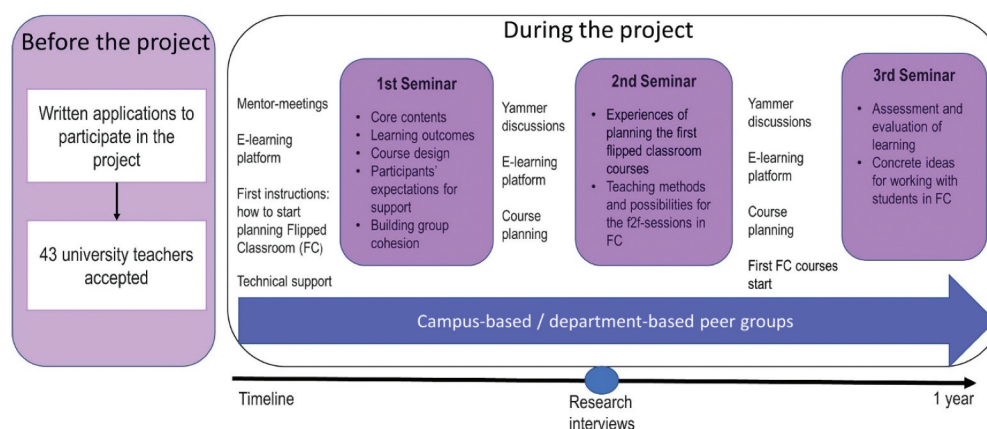 Before the project
Written applications to
participate in the
project
43 university teachers
accepted
During the project
Mentor-meetings
E-learning
platform
First instructions:
how to start
planning Flipped
Classroom (FC)
Technical support
1st Seminar
• Core contents
• Learning outcomes
• Course design
• Participants'
expectations for
support
• Building group
cohesion
Yammer
discussions
E-learning
platform
Course
planning
2nd Seminar
• Experiences of
planning the first
flipped classroom
courses
• Teaching methods
and possibilities for
the f2f-sessions in
FC
Yammer
discussions
E-learning
platform
Course
planning
First FC courses
start
3rd Seminar
• Assessment and
evaluation of
learning
• Concrete ideas
for working with
students in FC
Campus-based / department-based peer groups
Timeline
Research
interviews
1 year